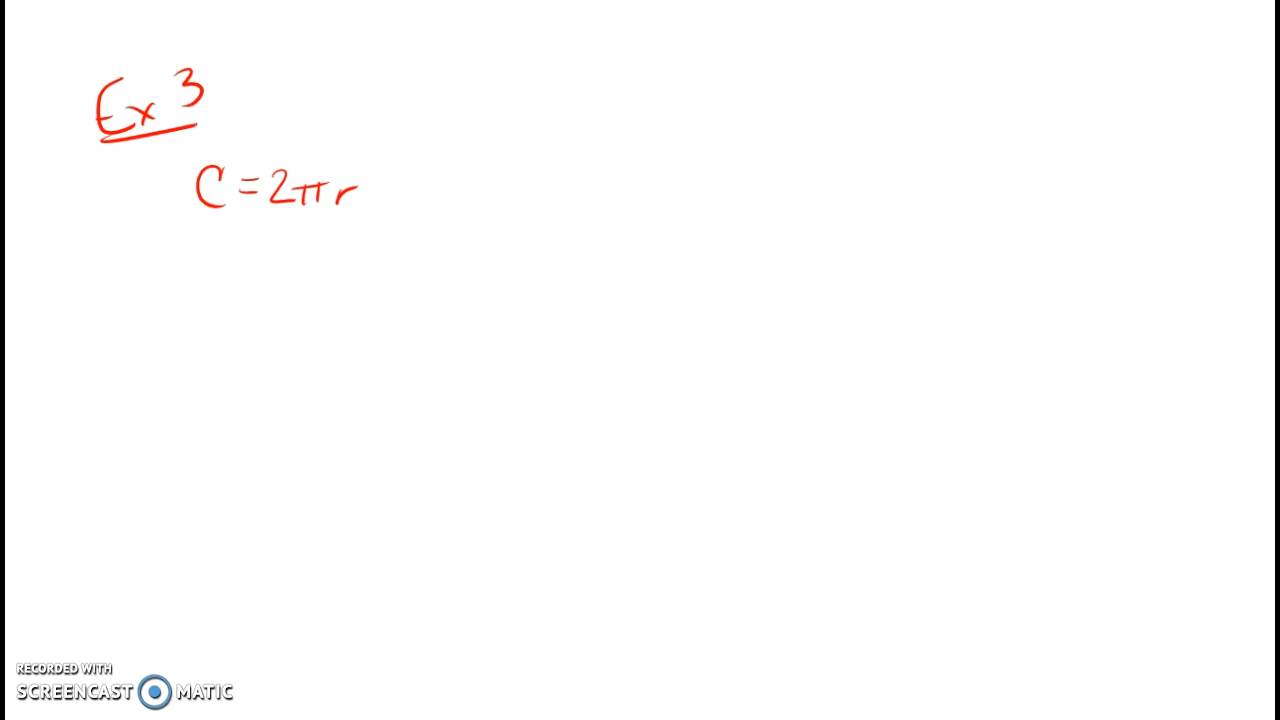 Ex 3
C = 2πr
RECORDED WITH
SCREENCAST MATIC